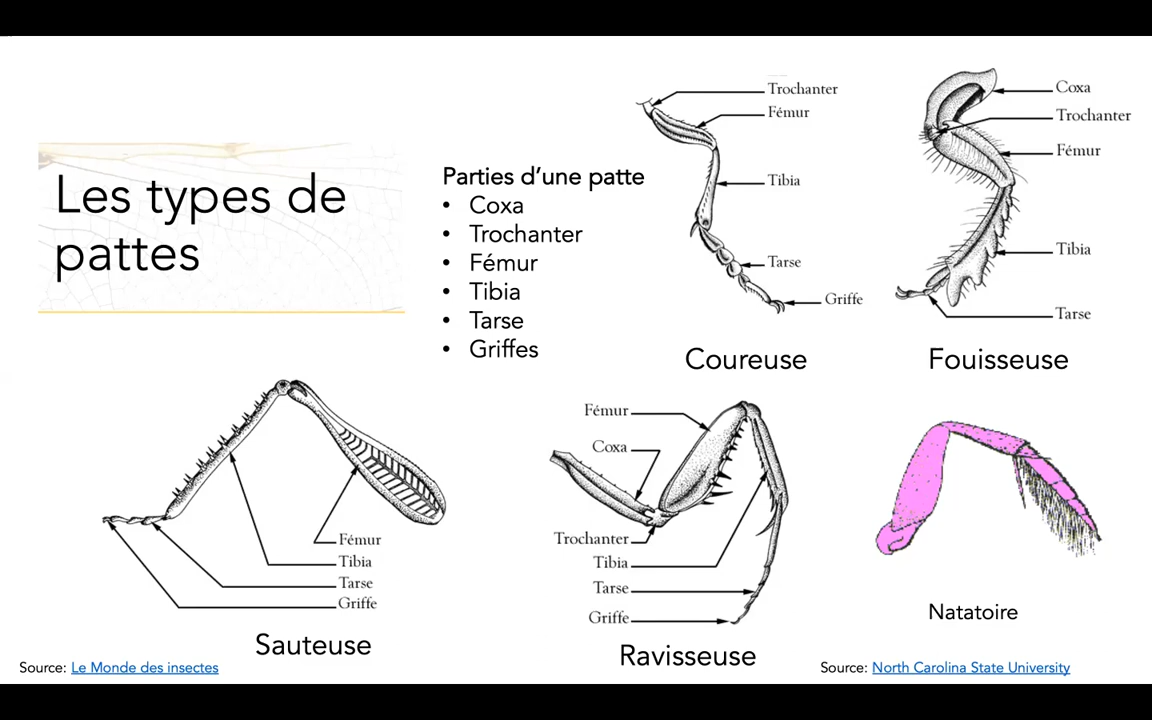 Les types de
pattes
Parties d'une patte
• Coxa
• Trochanter
• Fémur
• Tibia
• Tarse
• Griffes
Trochanter
Fémur
Tibia
Tarse
Griffe
Coureuse
Coxa
Trochanter
Fémur
Tibia
Tarse
Fouisseuse
Fémur
Tibia
Tarse
Griffe
Sauteuse
Fémur
Coxa
Trochanter
Tibia
Tarse
Griffe
Ravisseuse
Natatoire
Source: Le Monde des insectes
Source: North Carolina State University